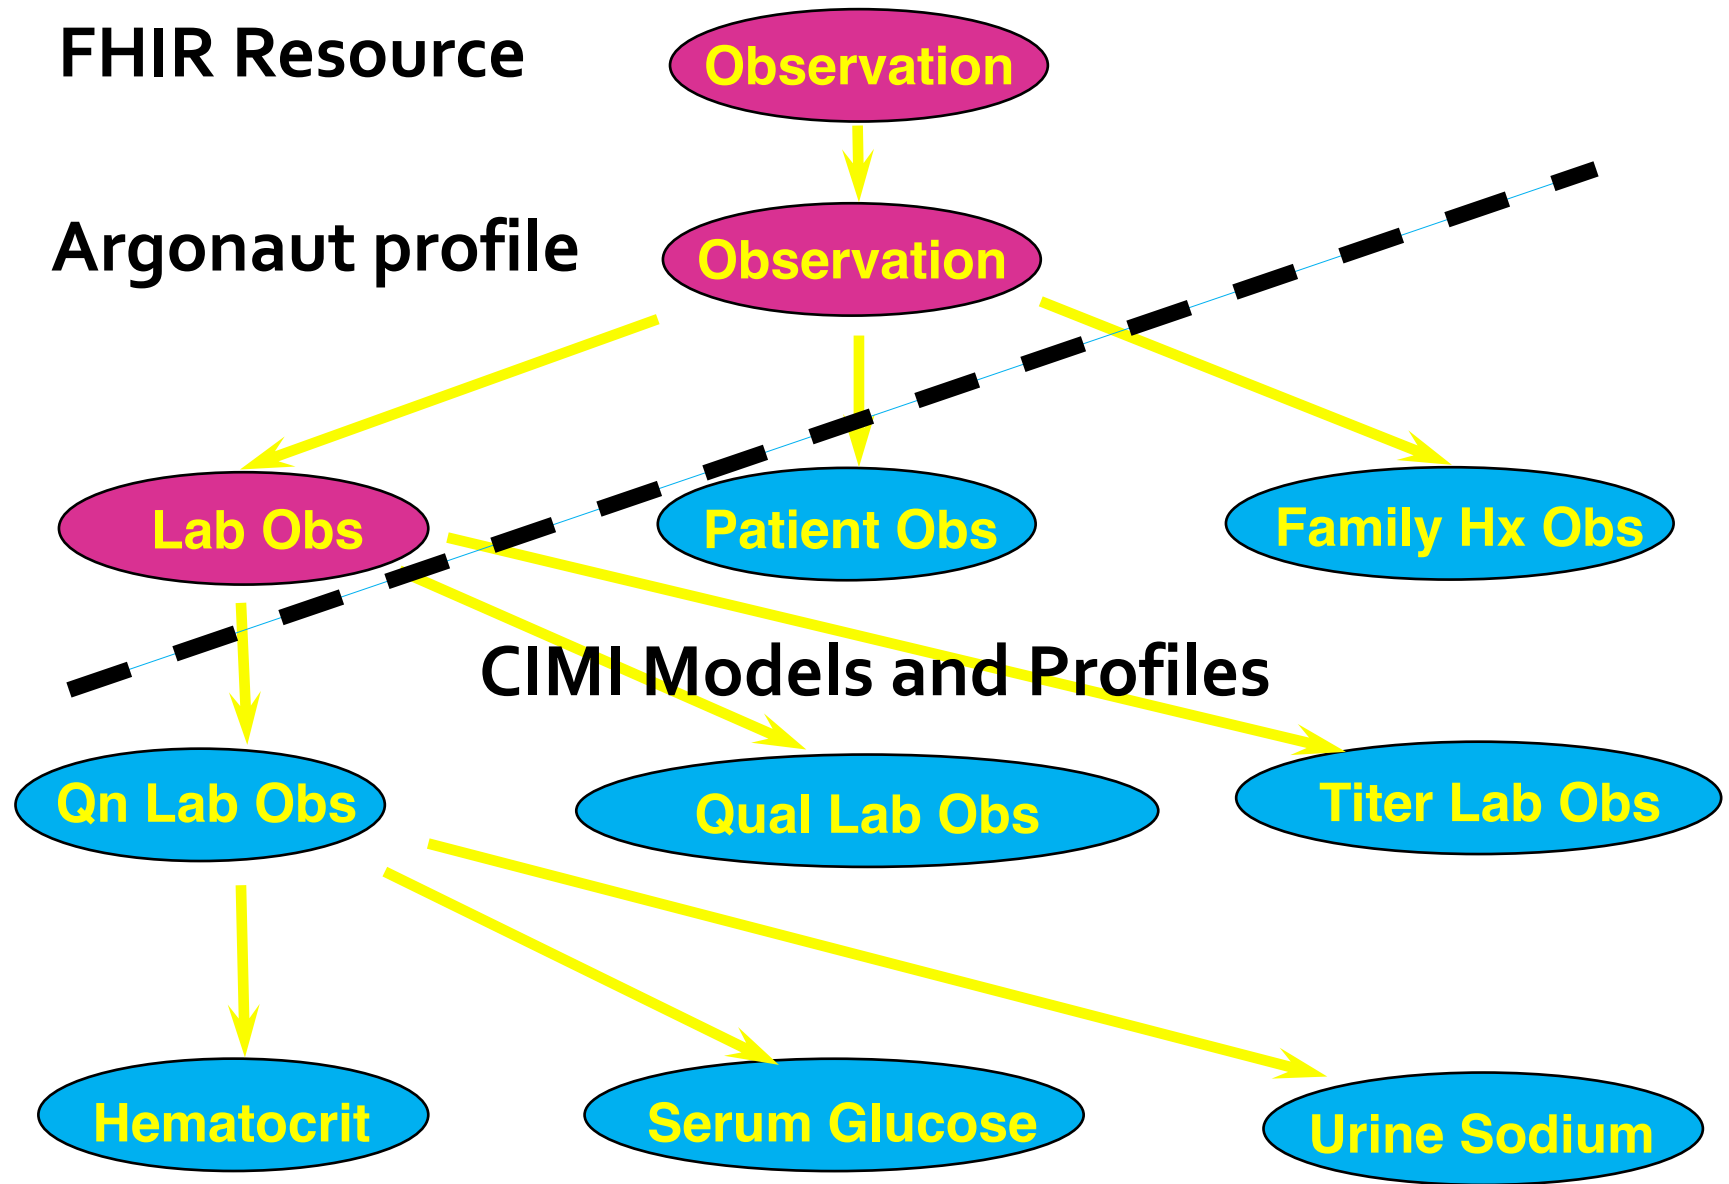 FHIR Resource
Observation
Argonaut profile
Observation
Lab Obs
Patient Obs
Family Hx Obs
CIMI Models and Profiles
Qn Lab Obs
Qual Lab Obs
Titer Lab Obs
Hematocrit
Serum Glucose
Urine Sodium